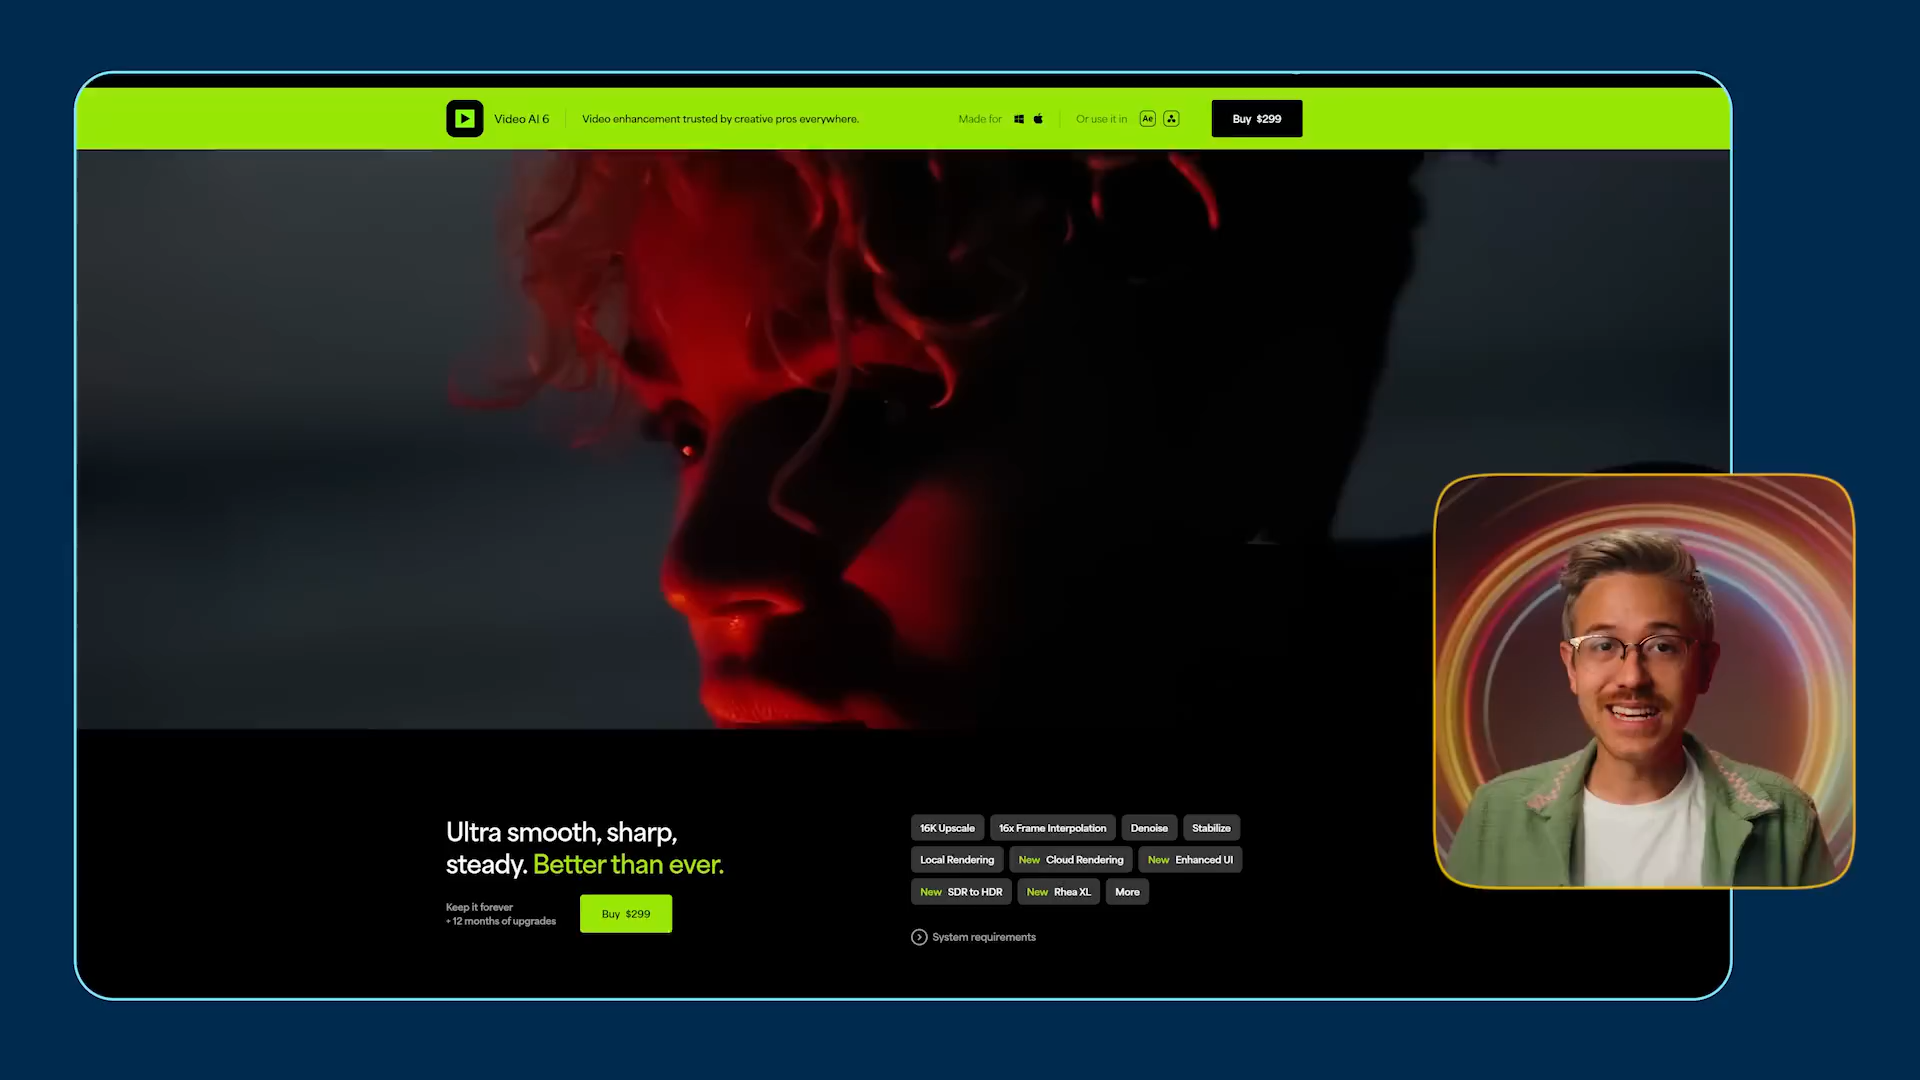 Video AI 6
Video enhancement trusted by creative pros everywhere.
Made for
Or use it in
Ae
Buy $299
Ultra smooth, sharp,
steady. Better than ever.
Keep it forever
+ 12 months of upgrades
Buy $299
16K Upscale
16x Frame Interpolation
Denoise
Stabilize
Local Rendering
New Cloud Rendering
New Enhanced UI
New SDR to HDR
New Rhea XL
More
System requirements